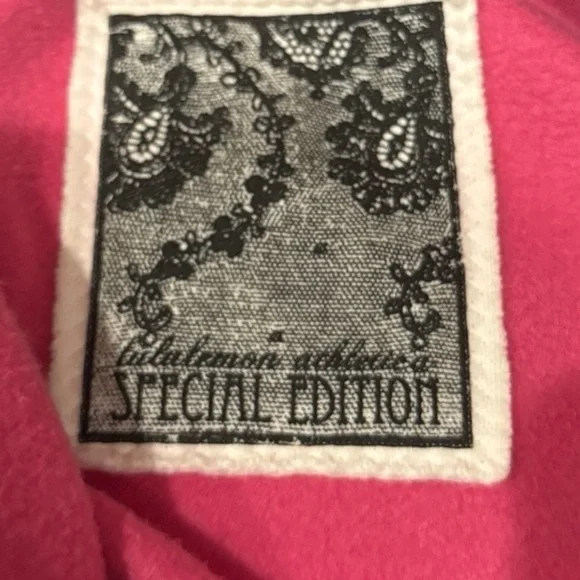 lululemon athletica
SPECIAL EDITION